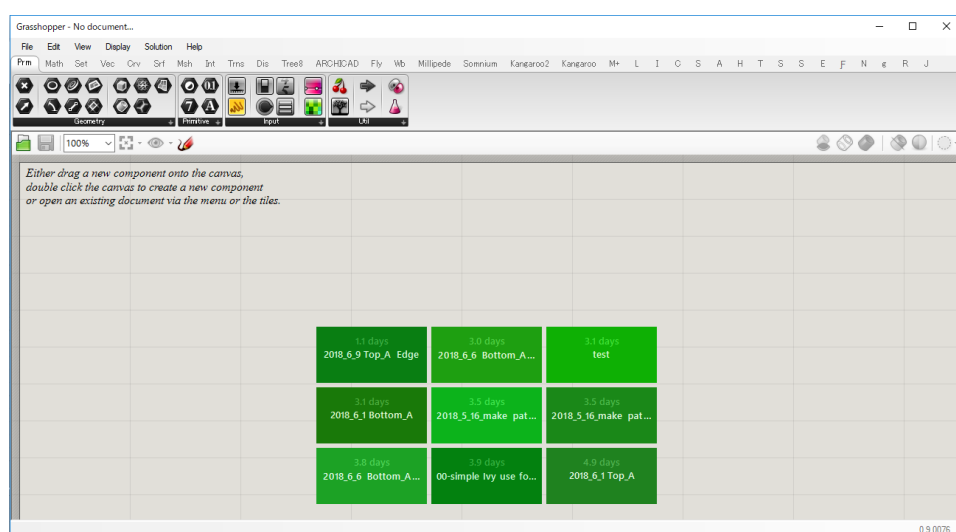 Grasshopper - No document...
File Edit View Display Solution Help
Prm Math Set Vec Crv Srf Msh Int Trns Dis Tree8 ARCHICAD Fly Wb Millipede Somnium Kangaroo2 Kangaroo M+ L I C S A H T S S E F N g R J
Geometry Primitive Input Util
100%
Either drag a new component onto the canvas,
double click the canvas to create a new component
or open an existing document via the menu or the tiles.
1.1 days 3.0 days 3.1 days
2018_6_9 Top_A Edge 2018_6_6 Bottom_A... test
3.1 days 3.5 days 3.5 days
2018_6_1 Bottom_A 2018_5_16_make pat... 2018_5_16_make pat...
3.8 days 3.9 days 4.9 days
2018_6_6 Bottom_A... 00-simple Ivy use fo... 2018_6_1 Top_A
0.9.0076